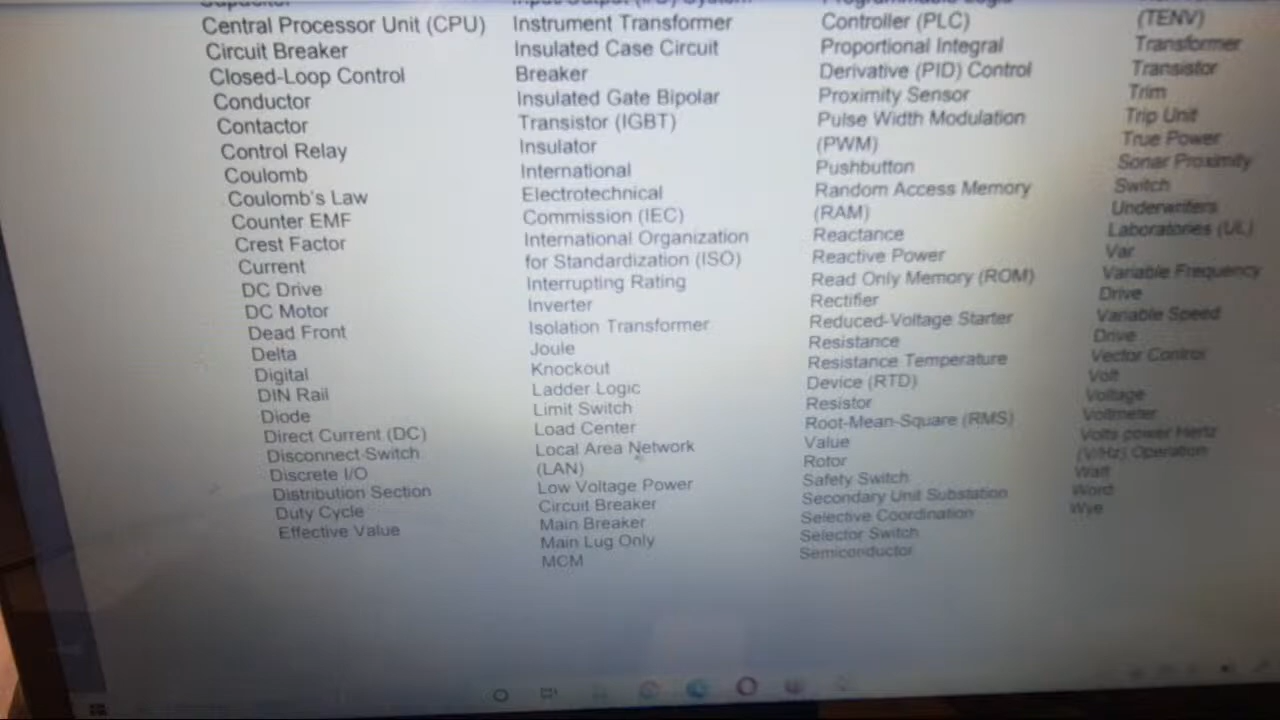 Capacitor
Central Processor Unit (CPU)
Circuit Breaker
Closed-Loop Control
Conductor
Contactor
Control Relay
Coulomb
Coulomb's Law
Counter EMF
Crest Factor
Current
DC Drive
DC Motor
Dead Front
Delta
Digital
DIN Rail
Diode
Direct Current (DC)
Disconnect Switch
Discrete I/O
Distribution Section
Duty Cycle
Effective Value
Instrument Transformer
Insulated Case Circuit
Breaker
Insulated Gate Bipolar
Transistor (IGBT)
Insulator
International
Electrotechnical
Commission (IEC)
International Organization
for Standardization (ISO)
Interrupting Rating
Inverter
Isolation Transformer
Joule
Knockout
Ladder Logic
Limit Switch
Load Center
Local Area Network
(LAN)
Low Voltage Power
Circuit Breaker
Main Breaker
Main Lug Only
MCM
Controller (PLC)
Proportional Integral
Derivative (PID) Control
Proximity Sensor
Pulse Width Modulation
(PWM)
Pushbutton
Random Access Memory
(RAM)
Reactance
Reactive Power
Read Only Memory (ROM)
Rectifier
Reduced-Voltage Starter
Resistance
Resistance Temperature
Device (RTD)
Resistor
Root-Mean-Square (RMS)
Value
Rotor
Safety Switch
Secondary Unit Substation
Selective Coordination
Selector Switch
Semiconductor
(TENV)
Transformer
Transistor
Trim
Trip Unit
True Power
Sonar Proximity
Switch
Underwriters
Laboratories (UL)
Var
Variable Frequency
Drive
Variable Speed
Drive
Vector Control
Volt
Voltage
Voltmeter
Volts power Hertz
(V/Hz) Operation
Watt
Word
Wye